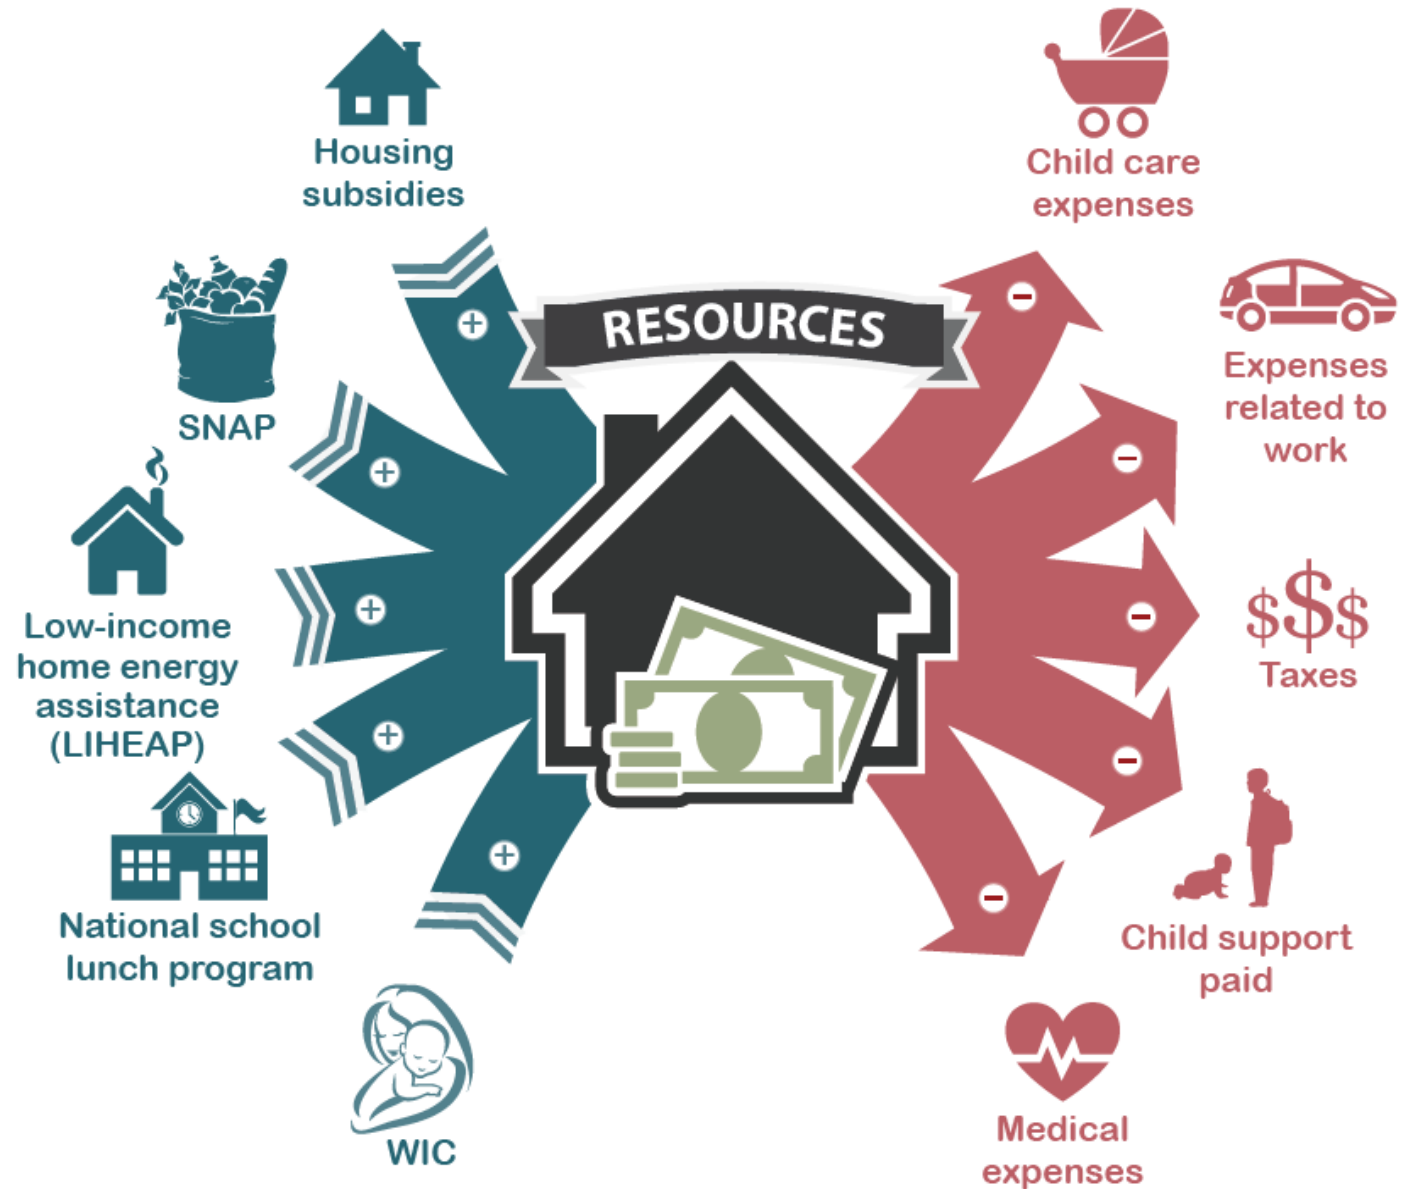 Housing
subsidies
SNAP
Low-income
home energy
assistance
(LIHEAP)
National school
lunch program
WIC
RESOURCES
Child care
expenses
Expenses
related to
work
$$$
Taxes
Child support
paid
Medical
expenses